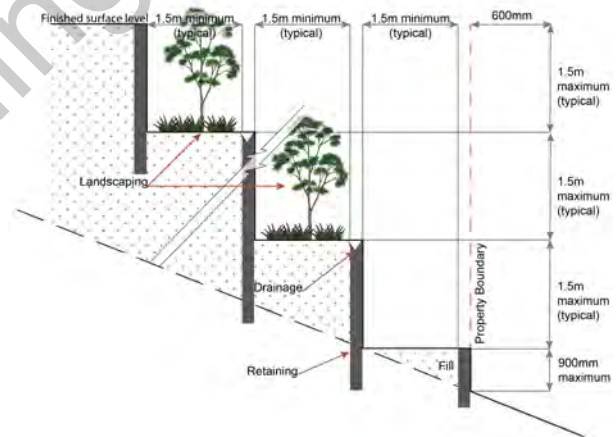 Finished surface level
1.5m minimum
(typical)
1.5m minimum
(typical)
1.5m minimum
(typical)
600mm
1.5m
maximum
(typical)
Landscaping
1.5m
maximum
(typical)
Drainage
Property Boundary
1.5m
maximum
(typical)
Retaining
Fill
900mm
maximum